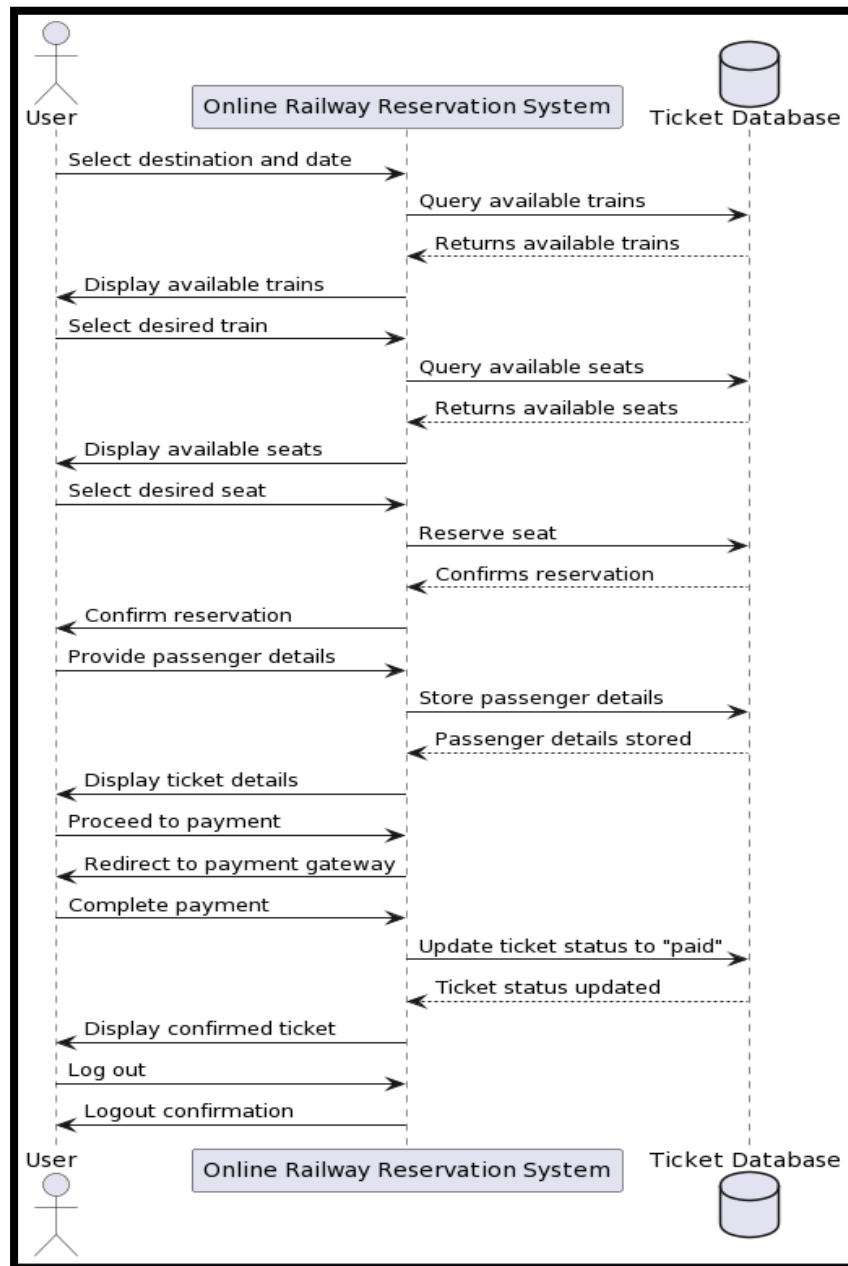 User
Online Railway Reservation System
Ticket Database
Select destination and date
Query available trains
Returns available trains
Display available trains
Select desired train
Query available seats
Returns available seats
Display available seats
Select desired seat
Reserve seat
Confirms reservation
Confirm reservation
Provide passenger details
Store passenger details
Passenger details stored
Display ticket details
Proceed to payment
Redirect to payment gateway
Complete payment
Update ticket status to "paid"
Ticket status updated
Display confirmed ticket
Log out
Logout confirmation
User
Online Railway Reservation System
Ticket Database